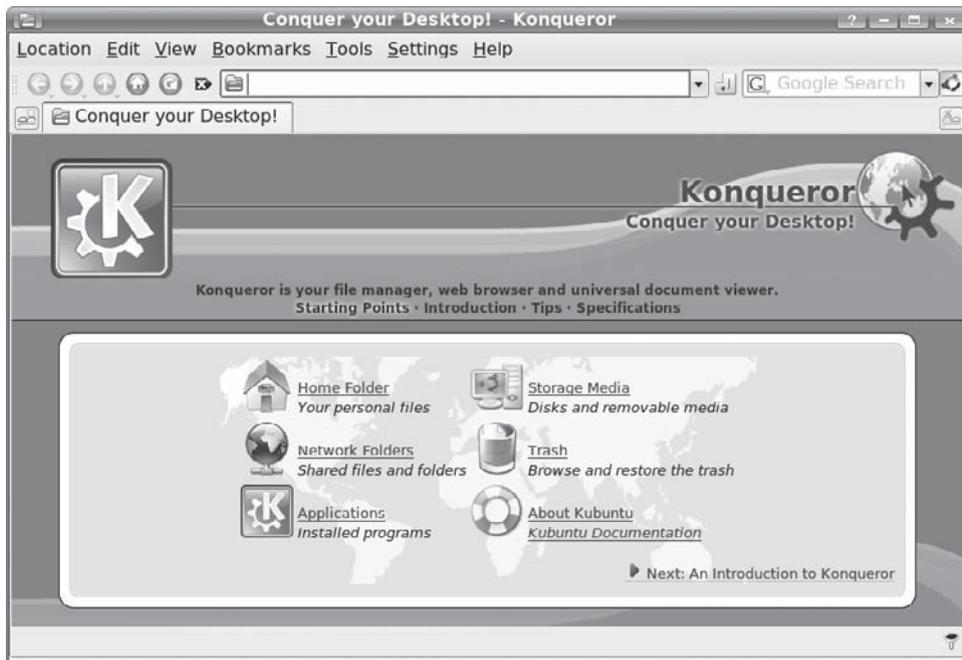 Conquer your Desktop! - Konqueror
Location Edit View Bookmarks Tools Settings Help
G Google Search
Conquer your Desktop!
K
Konqueror
Conquer your Desktop!
Konqueror is your file manager, web browser and universal document viewer.
Starting Points · Introduction · Tips · Specifications
Home Folder
Your personal files
Storage Media
Disks and removable media
Network Folders
Shared files and folders
Trash
Browse and restore the trash
K
Applications
Installed programs
About Kubuntu
Kubuntu Documentation
Next: An Introduction to Konqueror